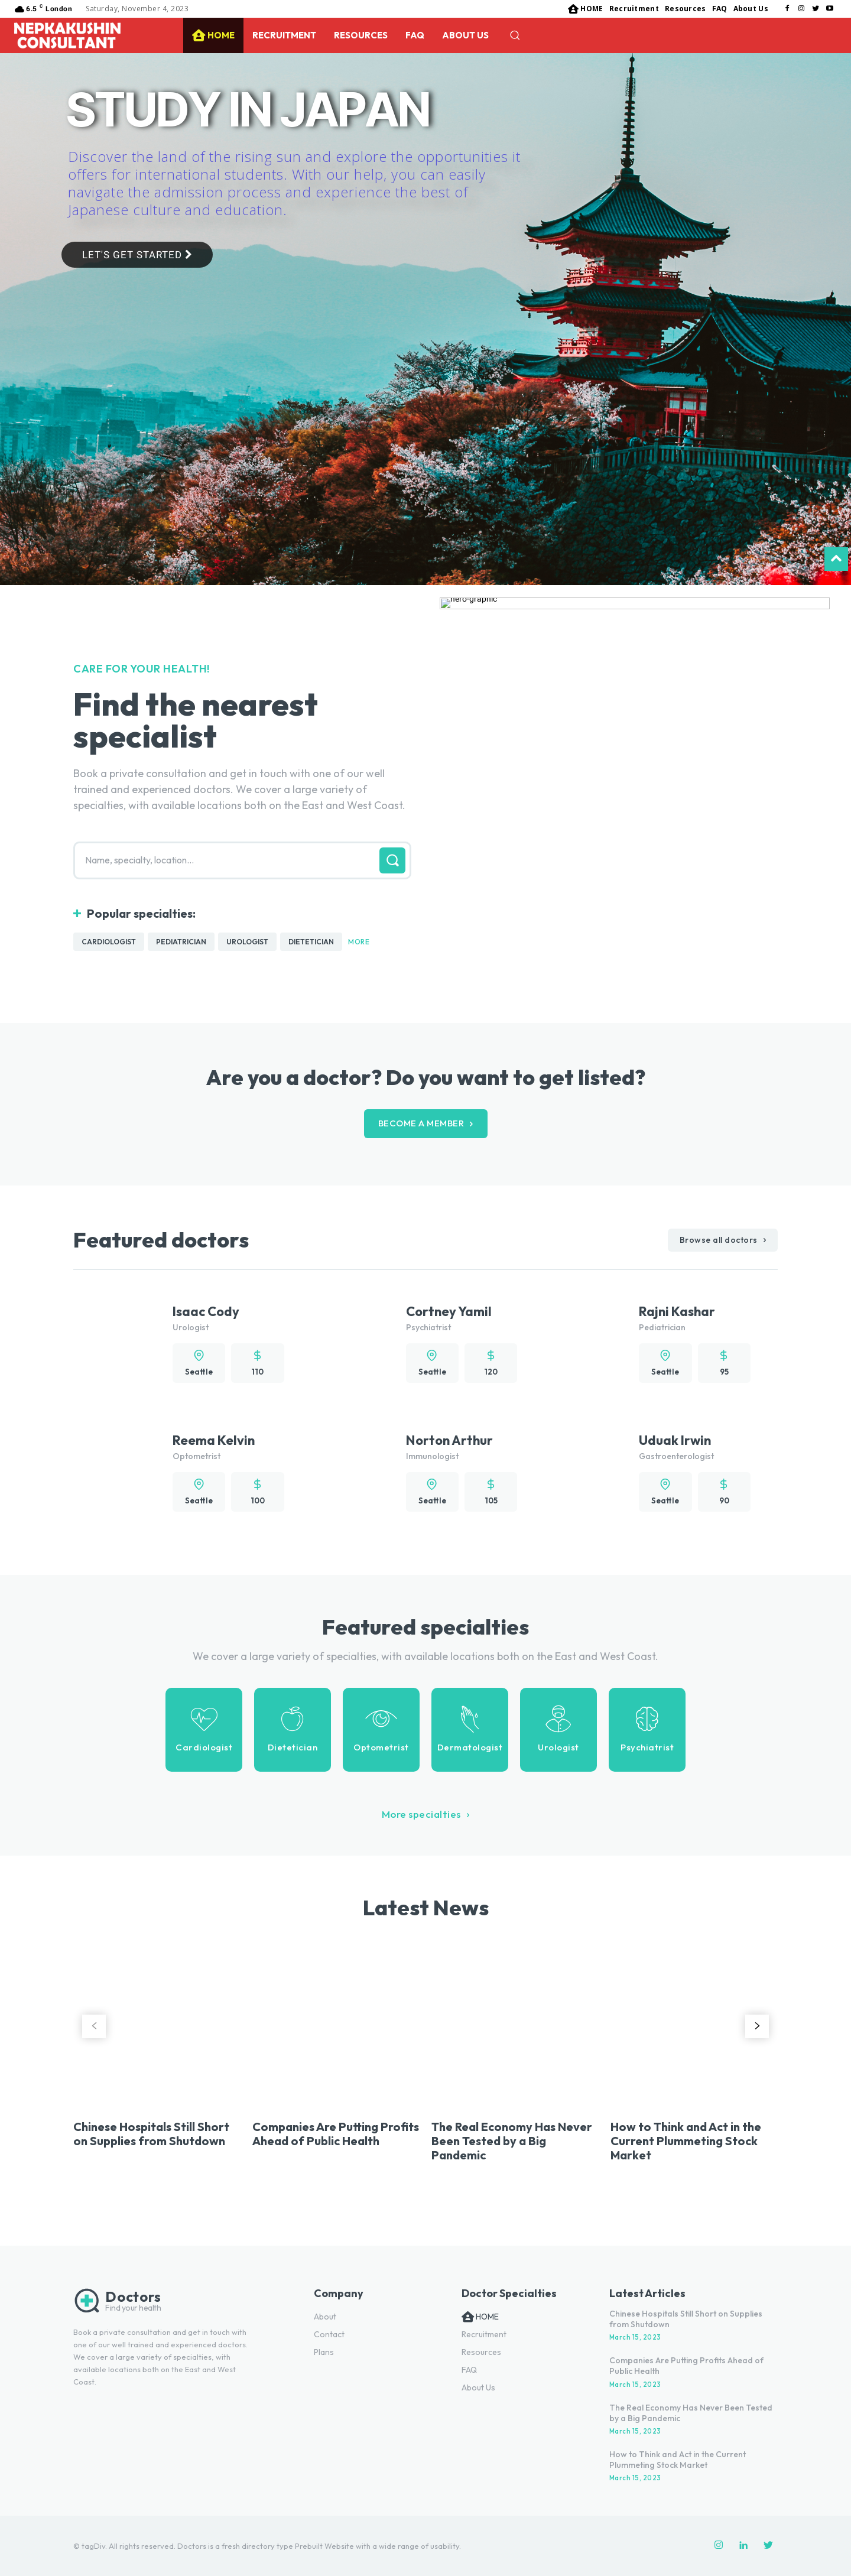 6.5 C London Saturday, November 4, 2023 HOME Recruitment Resources FAQ About Us
NEPKAKUSHIN
CONSULTANT
HOME RECRUITMENT RESOURCES FAQ ABOUT US
STUDY IN JAPAN
Discover the land of the rising sun and explore the opportunities it
offers for international students. With our help, you can easily
navigate the admission process and experience the best of
Japanese culture and education.
LET'S GET STARTED
hero-graphic
CARE FOR YOUR HEALTH!
Find the nearest
specialist
Book a private consultation and get in touch with one of our well
trained and experienced doctors. We cover a large variety of
specialties, with available locations both on the East and West Coast.
Name, specialty, location...
Popular specialties:
CARDIOLOGIST PEDIATRICIAN UROLOGIST DIETETICIAN MORE
Are you a doctor? Do you want to get listed?
BECOME A MEMBER
Featured doctors
Browse all doctors
Isaac Cody
Urologist
Seattle
$
110
Cortney Yamil
Psychiatrist
Seattle
$
120
Rajni Kashar
Pediatrician
Seattle
$
95
Reema Kelvin
Optometrist
Seattle
$
100
Norton Arthur
Immunologist
Seattle
$
105
Uduak Irwin
Gastroenterologist
Seattle
$
90
Featured specialties
We cover a large variety of specialties, with available locations both on the East and West Coast.
Cardiologist Dietetician Optometrist Dermatologist Urologist Psychiatrist
More specialties
Latest News
Chinese Hospitals Still Short
on Supplies from Shutdown
Companies Are Putting Profits
Ahead of Public Health
The Real Economy Has Never
Been Tested by a Big
Pandemic
How to Think and Act in the
Current Plummeting Stock
Market
Doctors
Find your health
Book a private consultation and get in touch with
one of our well trained and experienced doctors.
We cover a large variety of specialties, with
available locations both on the East and West
Coast.
Company
About
Contact
Plans
Doctor Specialties
HOME
Recruitment
Resources
FAQ
About Us
Latest Articles
Chinese Hospitals Still Short on Supplies
from Shutdown
March 15, 2023
Companies Are Putting Profits Ahead of
Public Health
March 15, 2023
The Real Economy Has Never Been Tested
by a Big Pandemic
March 15, 2023
How to Think and Act in the Current
Plummeting Stock Market
March 15, 2023
© tagDiv. All rights reserved. Doctors is a fresh directory type Prebuilt Website with a wide range of usability.